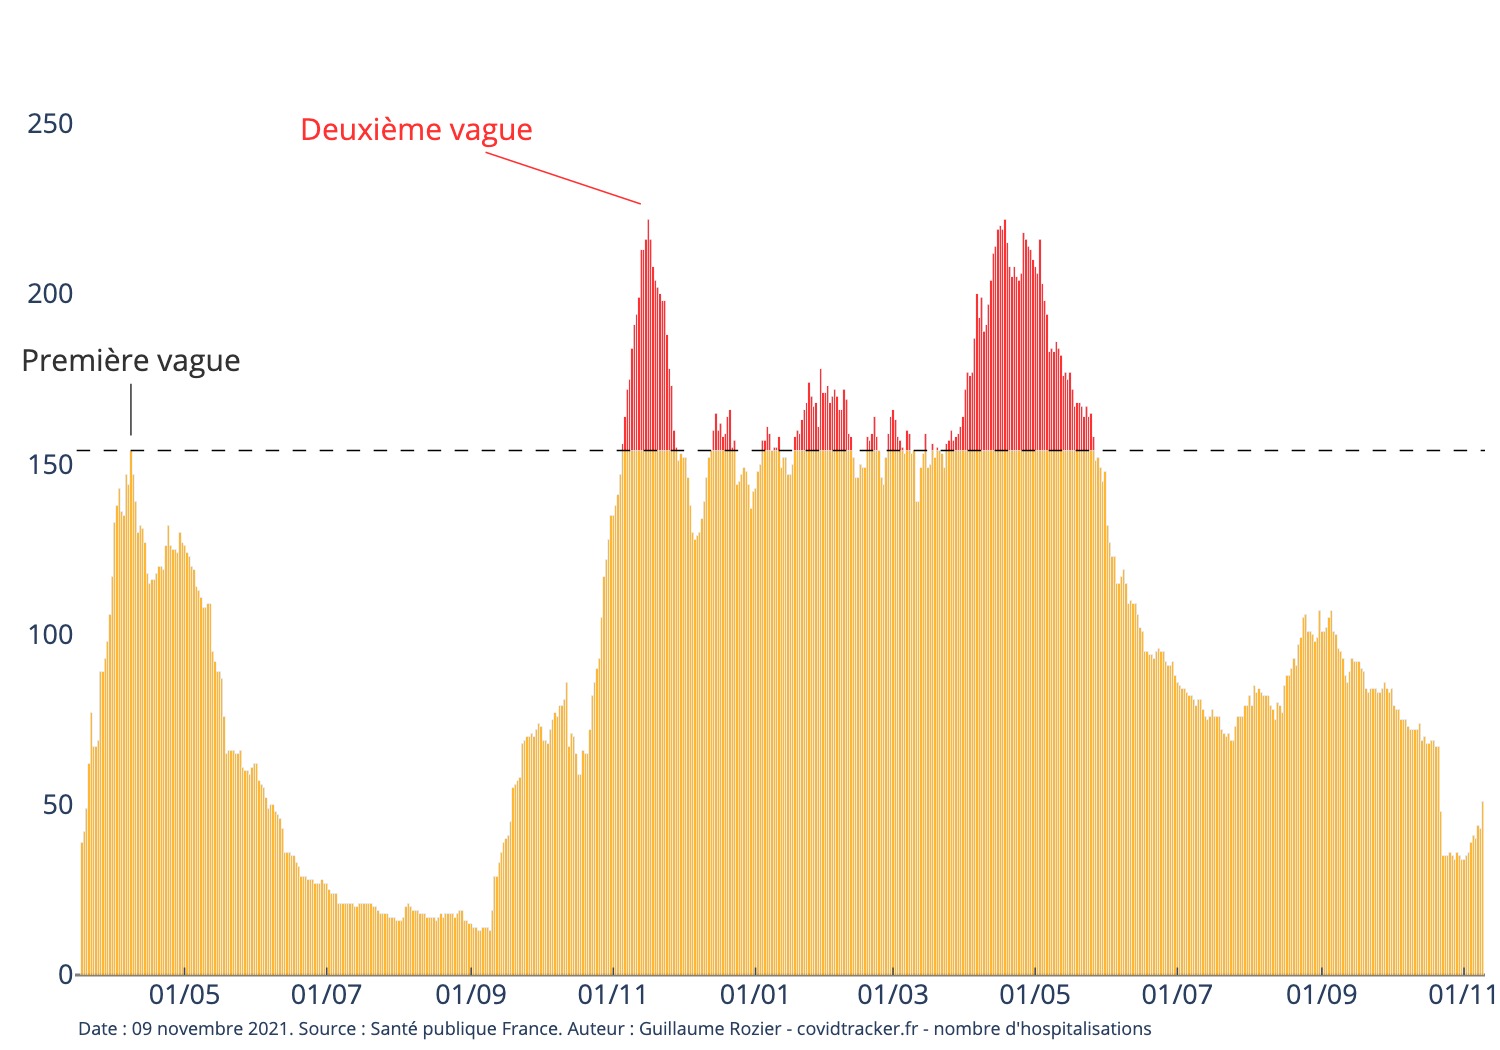 250
Deuxième vague
200
Première vague
150
100
50
0
01/05 01/07 01/09 01/11 01/01 01/03 01/05 01/07 01/09 01/11
Date : 09 novembre 2021. Source : Santé publique France. Auteur : Guillaume Rozier - covidtracker.fr - nombre d'hospitalisations